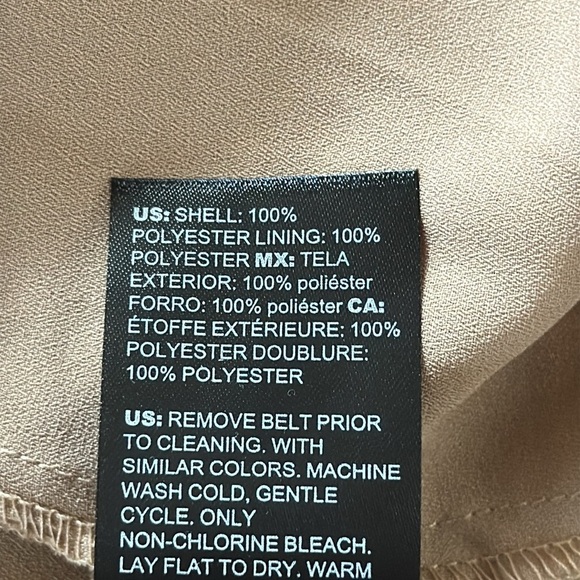 US: SHELL: 100%
POLYESTER LINING: 100%
POLYESTER MX: TELA
EXTERIOR: 100% poliéster
FORRO: 100% poliéster CA:
ÉTOFFE EXTÉRIEURE: 100%
POLYESTER DOUBLURE:
100% POLYESTER
US: REMOVE BELT PRIOR
TO CLEANING. WITH
SIMILAR COLORS. MACHINE
WASH COLD, GENTLE
CYCLE. ONLY
NON-CHLORINE BLEACH.
LAY FLAT TO DRY. WARM